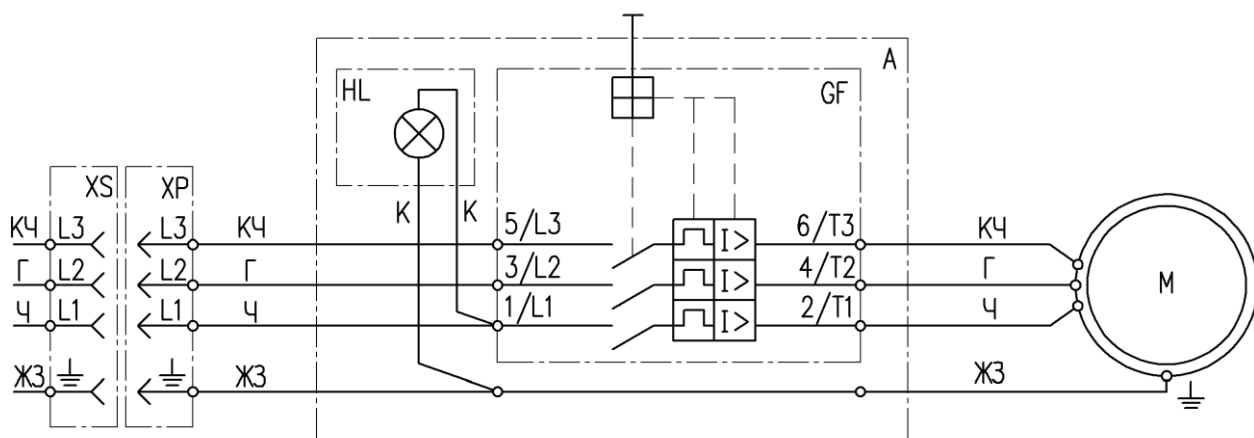 A
HL
GF
XS XP
К К
КЧ L3 L3 КЧ 5/L3 I> 6/T3 КЧ
Г L2 L2 Г 3/L2 I> 4/T2 Г
М
Ч L1 L1 Ч 1/L1 I> 2/T1 Ч
ЖЗ ЖЗ ЖЗ